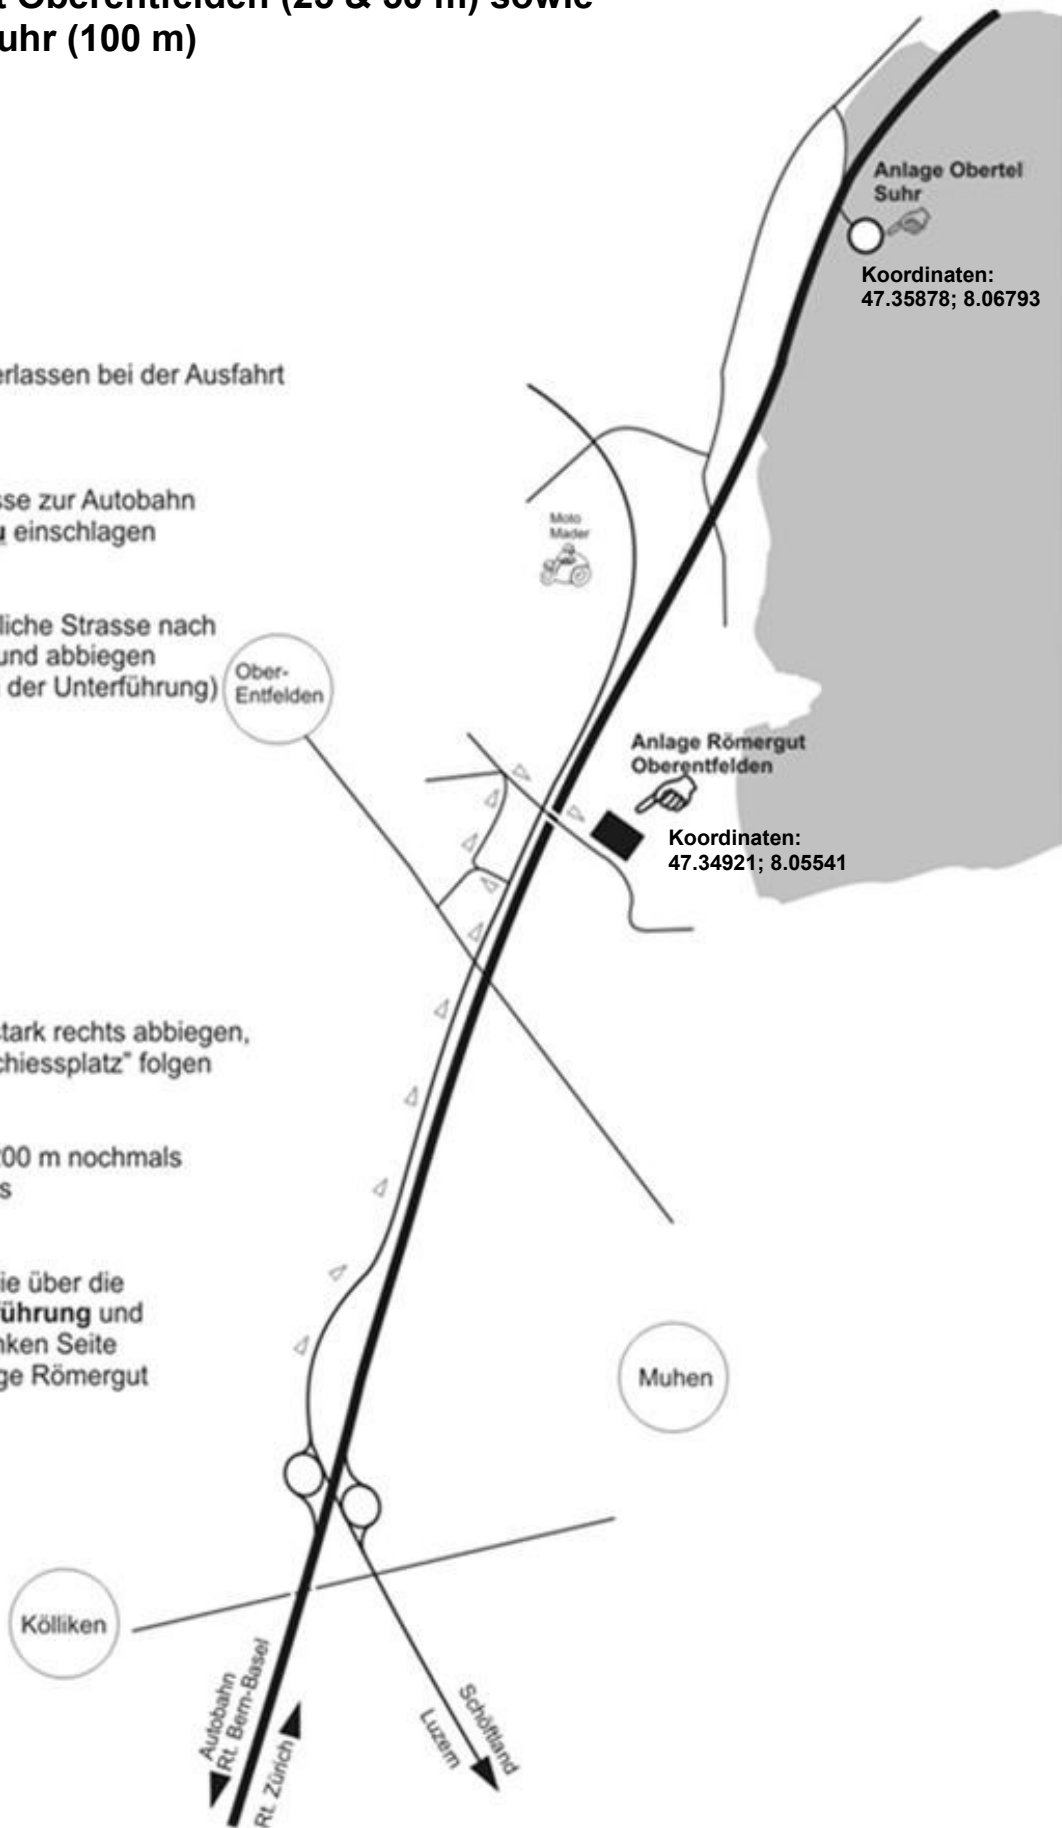 Oberentfelden (25 & 50 m) sowie
uhr (100 m)
Anlage Obertel
Suhr
Koordinaten:
47.35878; 8.06793
erlassen bei der Ausfahrt
sse zur Autobahn
u einschlagen
Moto
Mader
liche Strasse nach
und abbiegen
der Unterführung)
Ober-
Entfelden
Anlage Römergut
Oberentfelden
Koordinaten:
47.34921; 8.05541
stark rechts abbiegen,
chiessplatz" folgen
200 m nochmals
s
ie über die
führung und
nken Seite
ge Römergut
Muhen
Kölliken
Autobahn
Rt. Bern-Basel
Rt. Zürich
Schöftland
Luzern